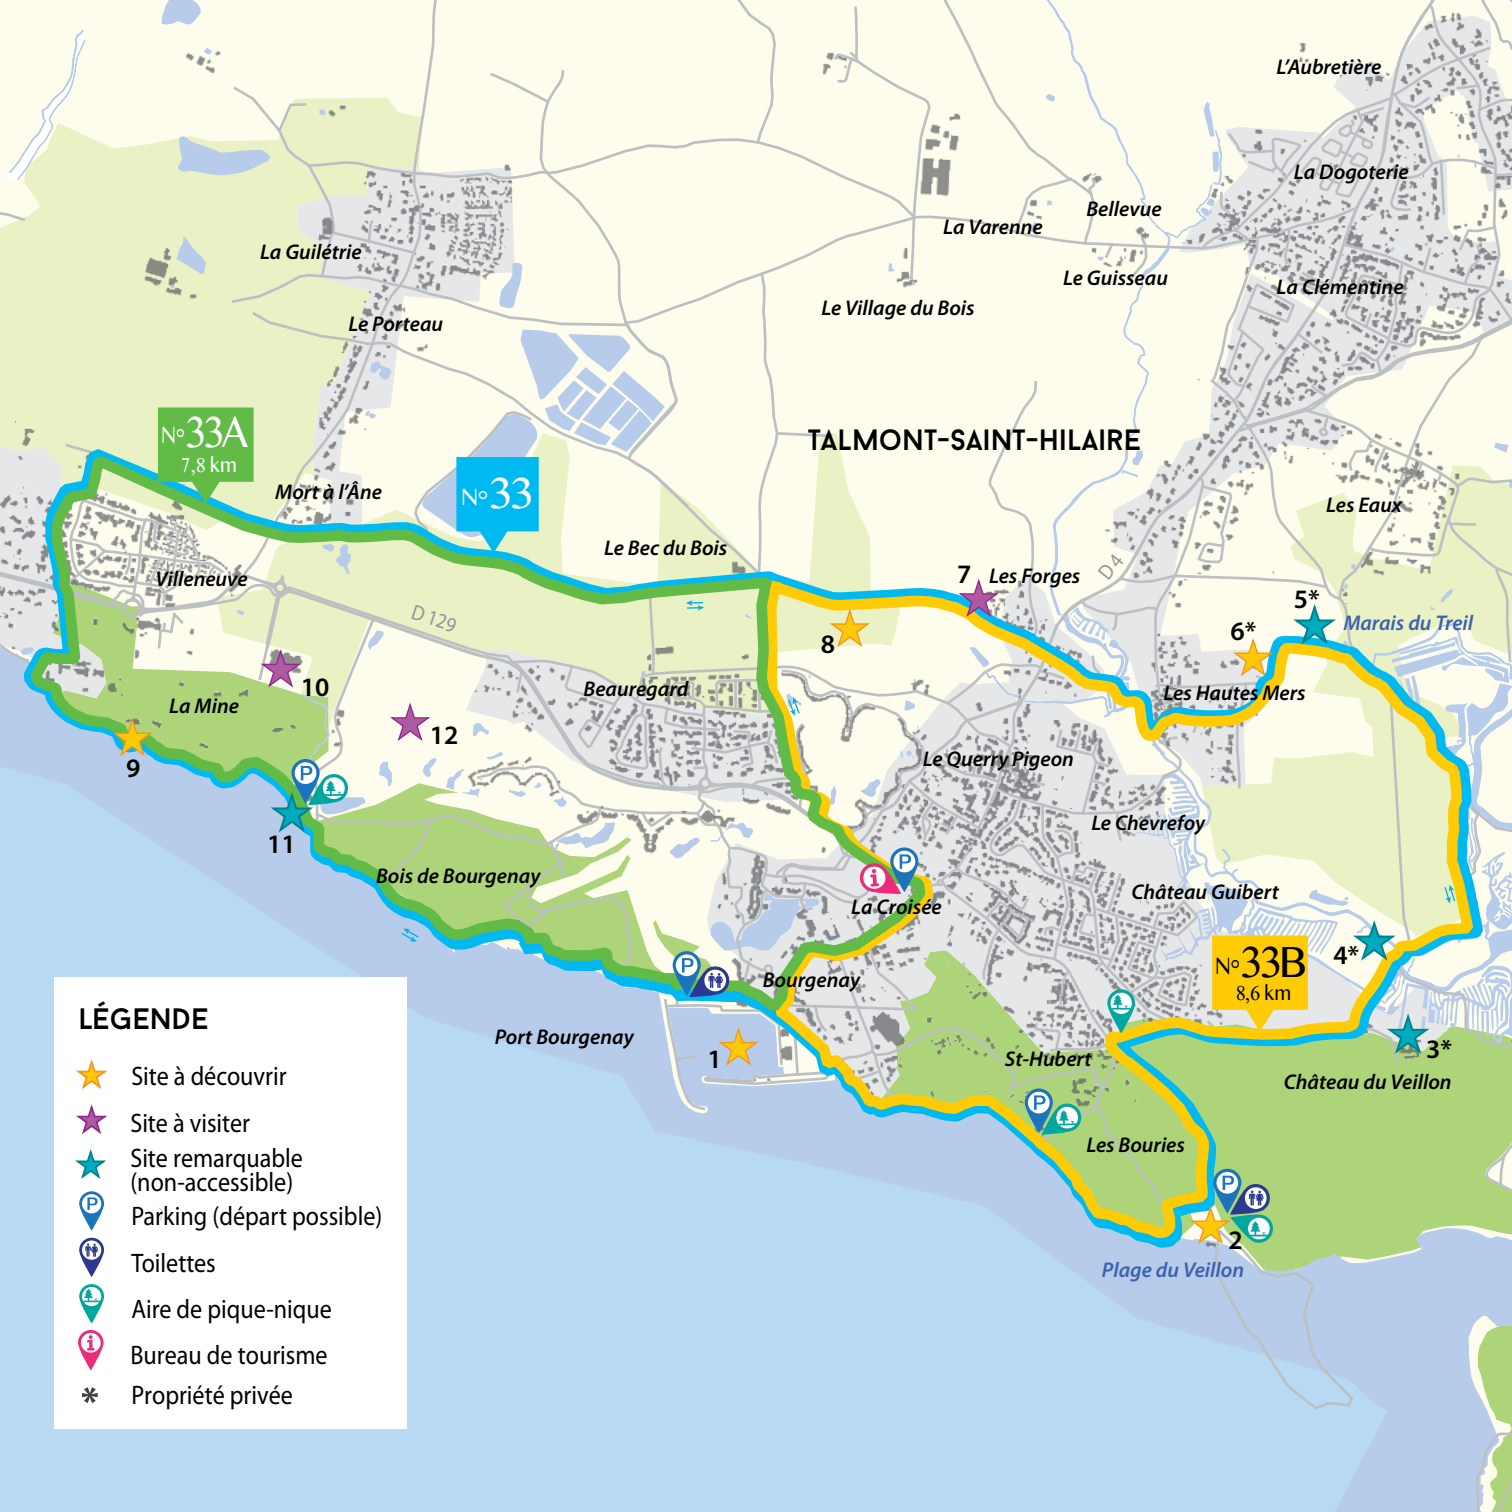 L'Aubretière
La Dogoterie
Bellevue
La Varenne
La Guilétrie
Le Guisseau
La Clémentine
Le Village du Bois
Le Porteau
N° 33A
7,8 km
TALMONT-SAINT-HILAIRE
N° 33
Mort à l'Âne
Les Eaux
Le Bec du Bois
D 4
7
Les Forges
Villeneuve
5*
D 129
Marais du Treil
6*
8
10
Beauregard
Les Hautes Mers
La Mine
12
9
Le Querry Pigeon
P
11
Le Chevrefoy
Bois de Bourgenay
P
i
La Croisée
Château Guibert
4*
N° 33B
8,6 km
P
Bourgenay
Port Bourgenay
1
St-Hubert
3*
Château du Veillon
P
Les Bouries
P
2
Plage du Veillon
LÉGENDE
Site à découvrir
Site à visiter
Site remarquable
(non-accessible)
P
Parking (départ possible)
Toilettes
Aire de pique-nique
i
Bureau de tourisme
* Propriété privée